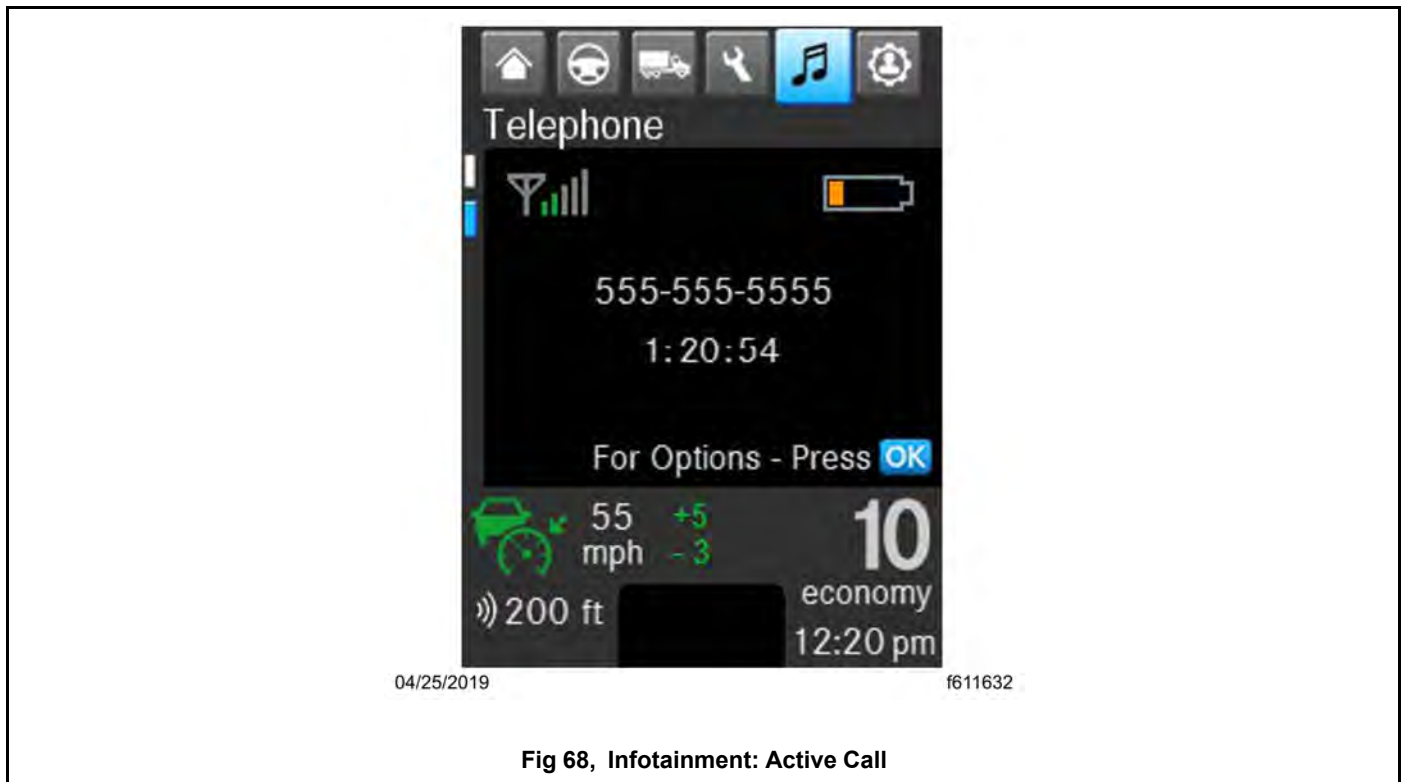 Telephone
555-555-5555
1:20:54
For Options - Press OK
55 +5
mph - 3
10
economy
200 ft
12:20 pm
04/25/2019 f611632
Fig 68, Infotainment: Active Call